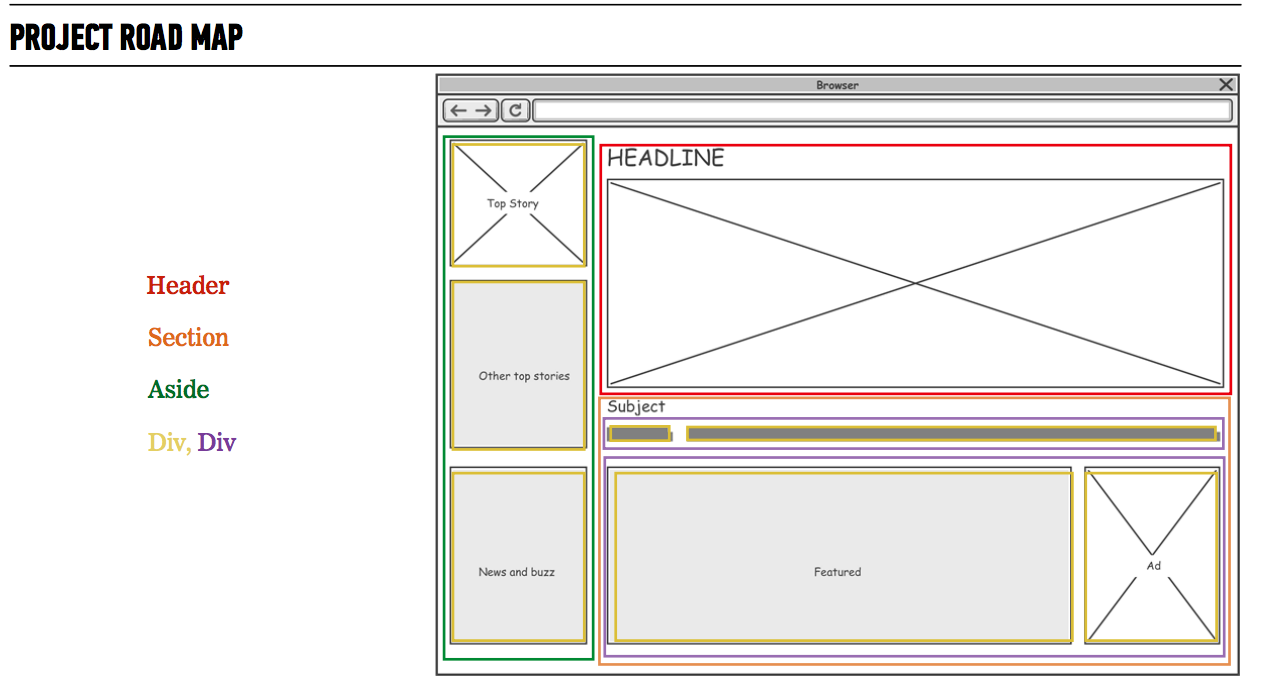 PROJECT ROAD MAP
Header
Section
Aside
Div, Div
Browser
Top Story
Other top stories
News and buzz
HEADLINE
Subject
Featured
Ad